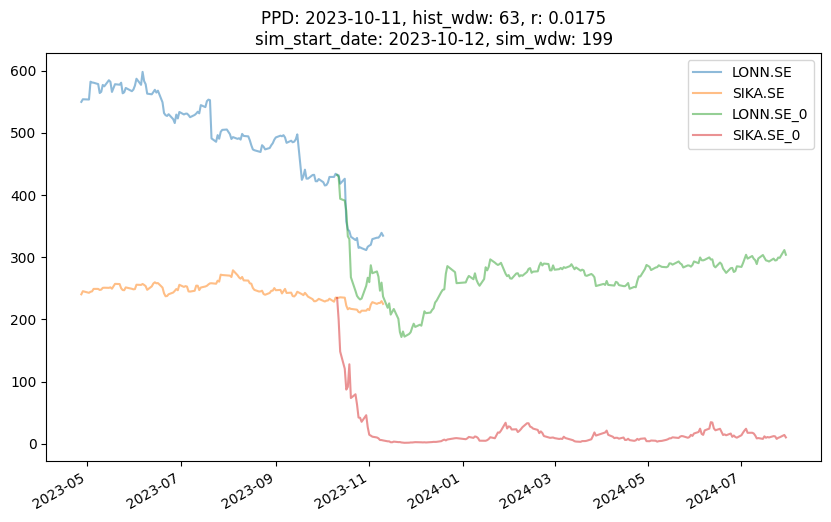 PPD: 2023-10-11, hist_wdw: 63, r: 0.0175
sim_start_date: 2023-10-12, sim_wdw: 199
LONN.SE
SIKA.SE
LONN.SE_0
SIKA.SE_0
600
500
400
300
200
100
0
2023-05
2023-07
2023-09
2023-11
2024-01
2024-03
2024-05
2024-07